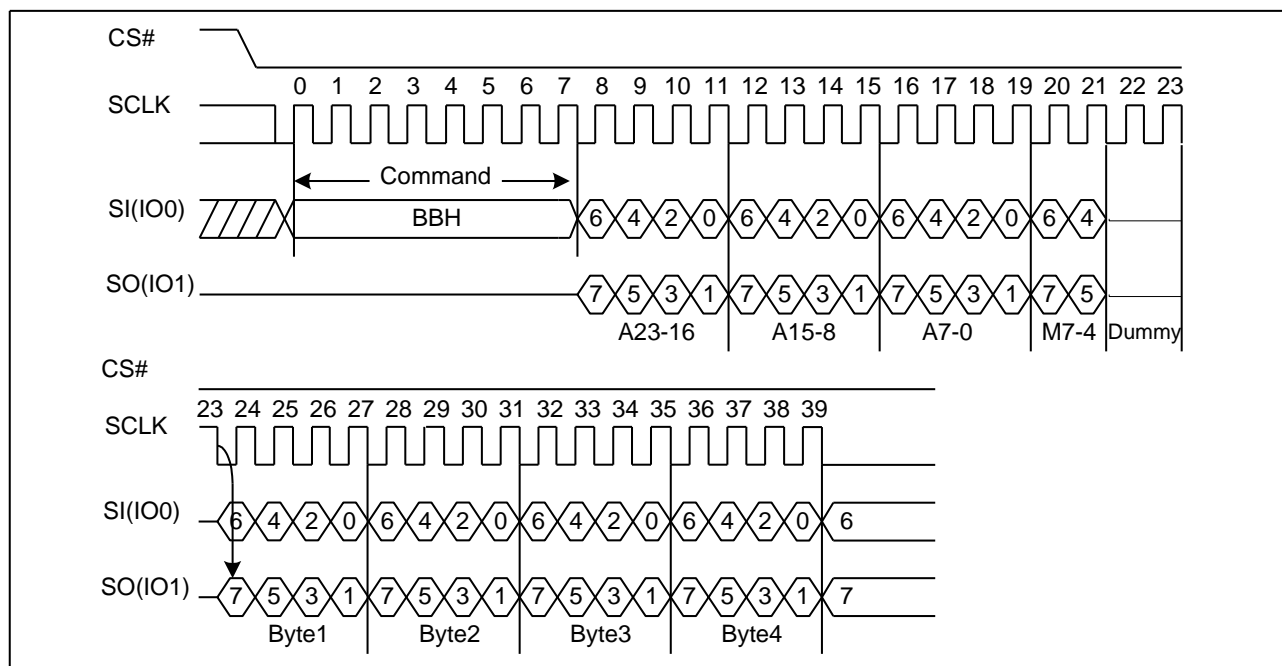 CS#
0 1 2 3 4 5 6 7 8 9 10 11 12 13 14 15 16 17 18 19 20 21 22 23
SCLK
Command
SI(IO0) BBH 6 4 2 0 6 4 2 0 6 4 2 0 6 4
SO(IO1) 7 5 3 1 7 5 3 1 7 5 3 1 7 5
A23-16 A15-8 A7-0 M7-4 Dummy
CS#
23 24 25 26 27 28 29 30 31 32 33 34 35 36 37 38 39
SCLK
SI(IO0) 6 4 2 0 6 4 2 0 6 4 2 0 6 4 2 0 6
SO(IO1) 7 5 3 1 7 5 3 1 7 5 3 1 7 5 3 1 7
Byte1 Byte2 Byte3 Byte4